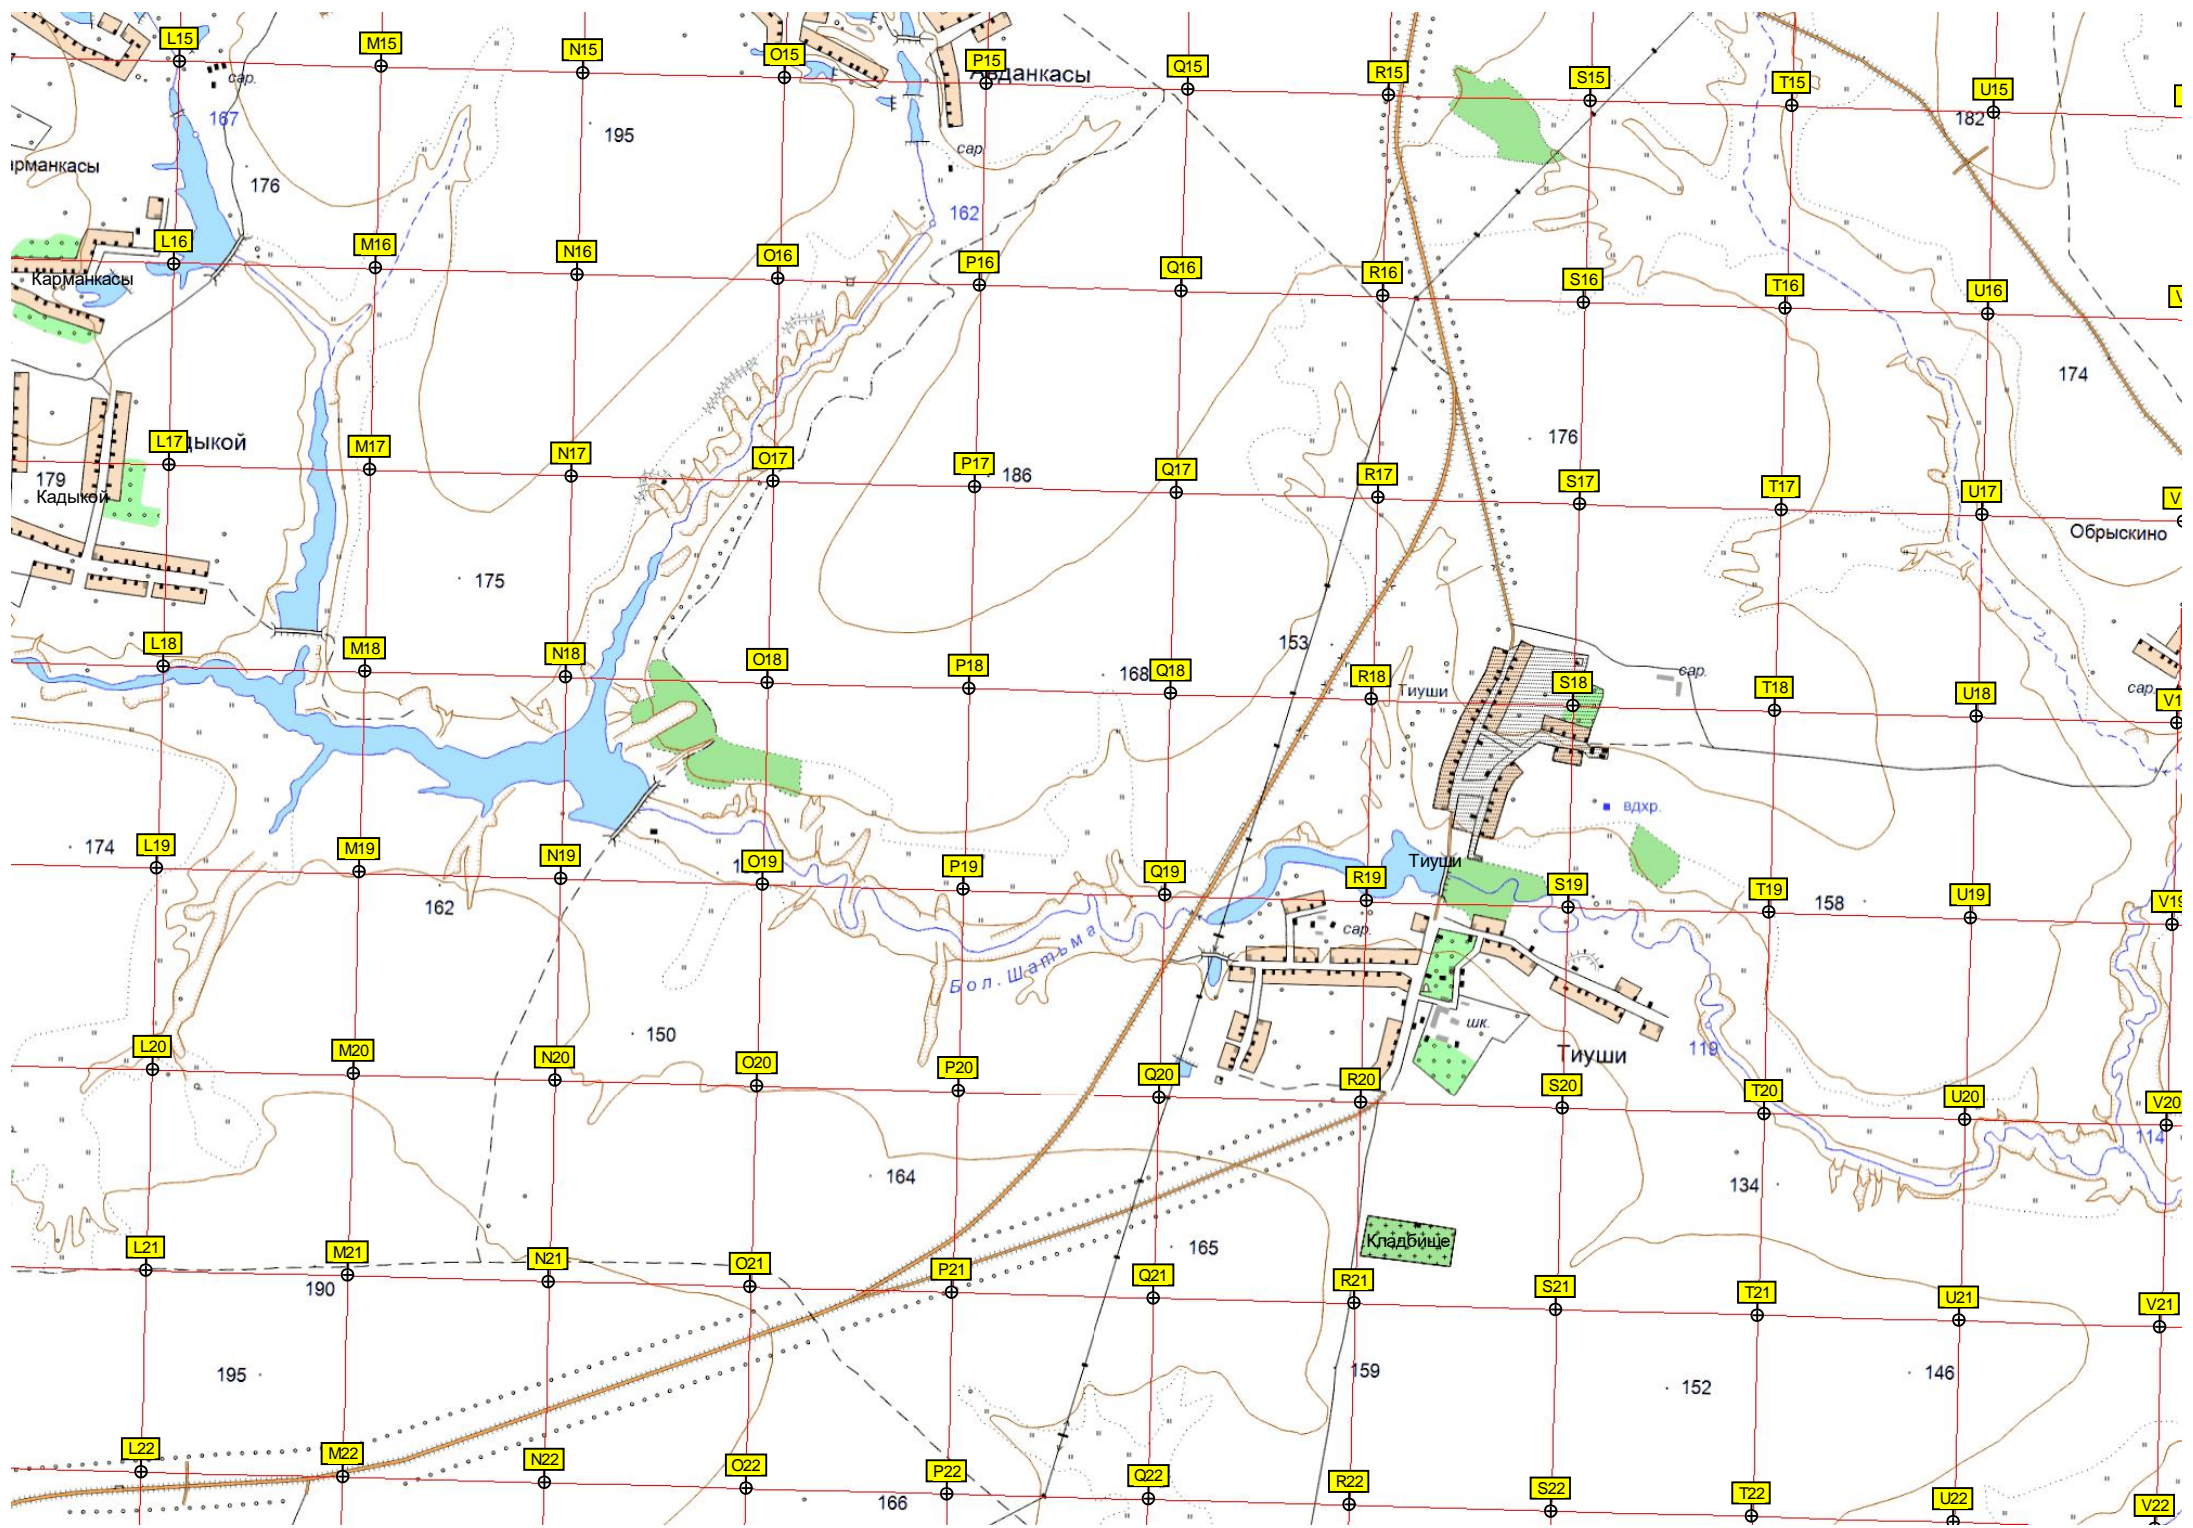 L15 M15 N15 O15 P15 Q15 R15 S15 T15 U15
сар. Авданкасы
167 195 182
сар.
176
162
L16 M16 N16 O16 P16 Q16 R16 S16 T16 U16
Карманкасы
174
176
L17 M17 N17 O17 P17 Q17 R17 S17 T17 U17
179 186
Кадыкой
Обрыскино
175
153
L18 M18 N18 O18 P18 168 Q18 R18 S18 T18 U18
Тиуши сар. сар.
вдхр.
174 L19 M19 N19 O19 P19 Q19 R19 S19 T19 U19 V19
Тиуши
162 158
сар.
Бол. Шатьма
шк.
150 Тиуши 119
L20 M20 N20 O20 P20 Q20 R20 S20 T20 U20 V20
114
164 134
Кладбище
165
L21 M21 N21 O21 P21 Q21 R21 S21 T21 U21 V21
190
195 159 152 146
L22 M22 N22 O22 P22 Q22 R22 S22 T22 U22 V22
166